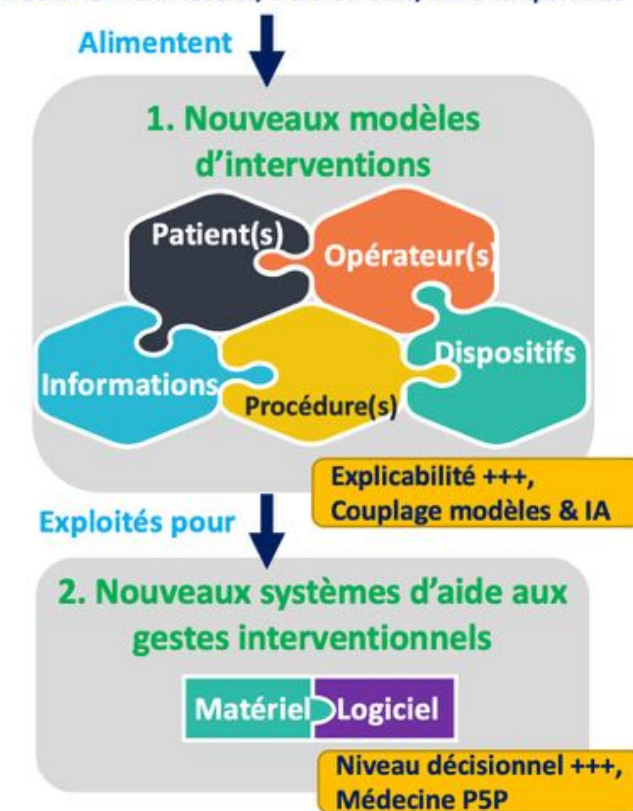 Alimentent
1. Nouveaux modèles
d'interventions
Patient(s)
Opérateur(s)
Informations
Procédure(s)
Dispositifs
Explicabilité +++,
Couplage modèles & IA
Exploités pour
2. Nouveaux systèmes d'aide aux
gestes interventionnels
Matériel
Logiciel
Niveau décisionnel +++,
Médecine P5P